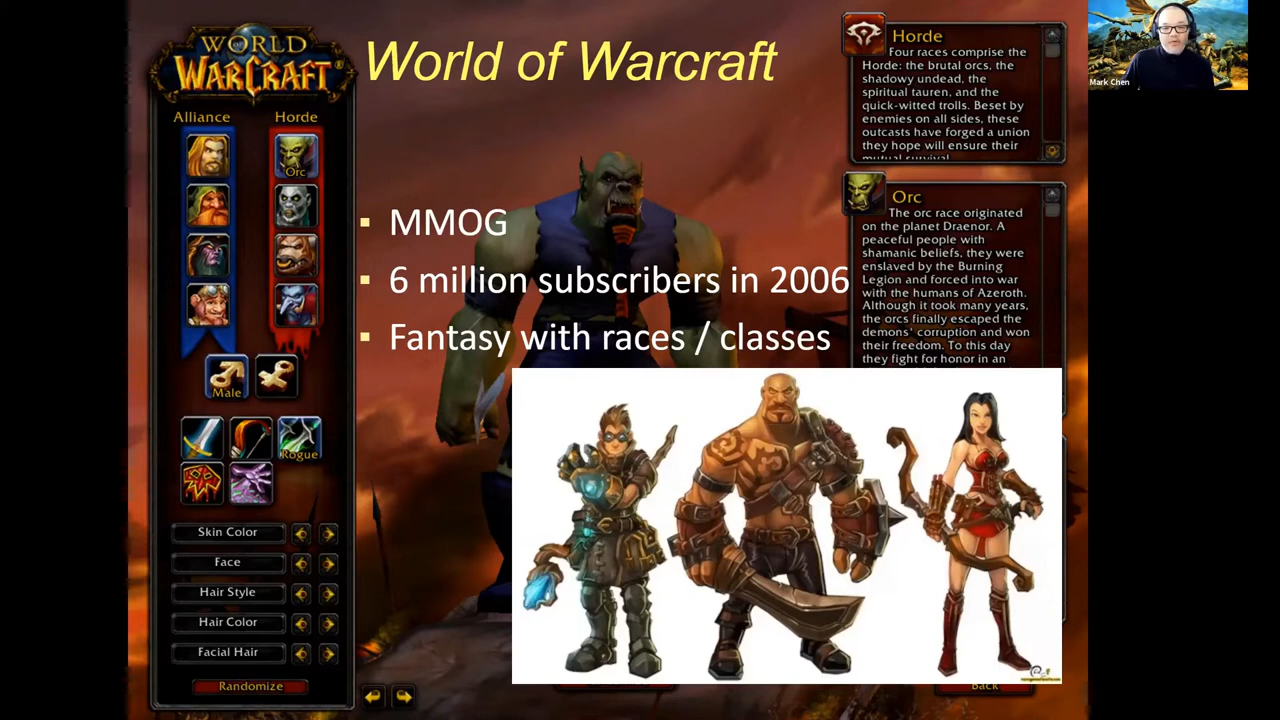 WORLD
WARCRAFT
Alliance
Horde
Orc
Male
Rogue
Skin Color
Face
Hair Style
Hair Color
Facial Hair
Randomize
World of Warcraft
▪ MMOG
▪ 6 million subscribers in 2006
▪ Fantasy with races / classes
Horde
Four races comprise the
Horde: the brutal orcs, the
shadowy undead, the
spiritual tauren, and the
quick-witted trolls. Beset by
enemies on all sides, these
outcasts have forged a union
they hope will ensure their
mutual survival.
Orc
The orc race originated
on the planet Draenor. A
peaceful people with
shamanic beliefs, they were
enslaved by the Burning
Legion and forced into war
with the humans of Azeroth.
Although it took many years,
the orcs finally escaped the
demons' corruption and won
their freedom. To this day
they fight for honor in an
Back
Mark Chen